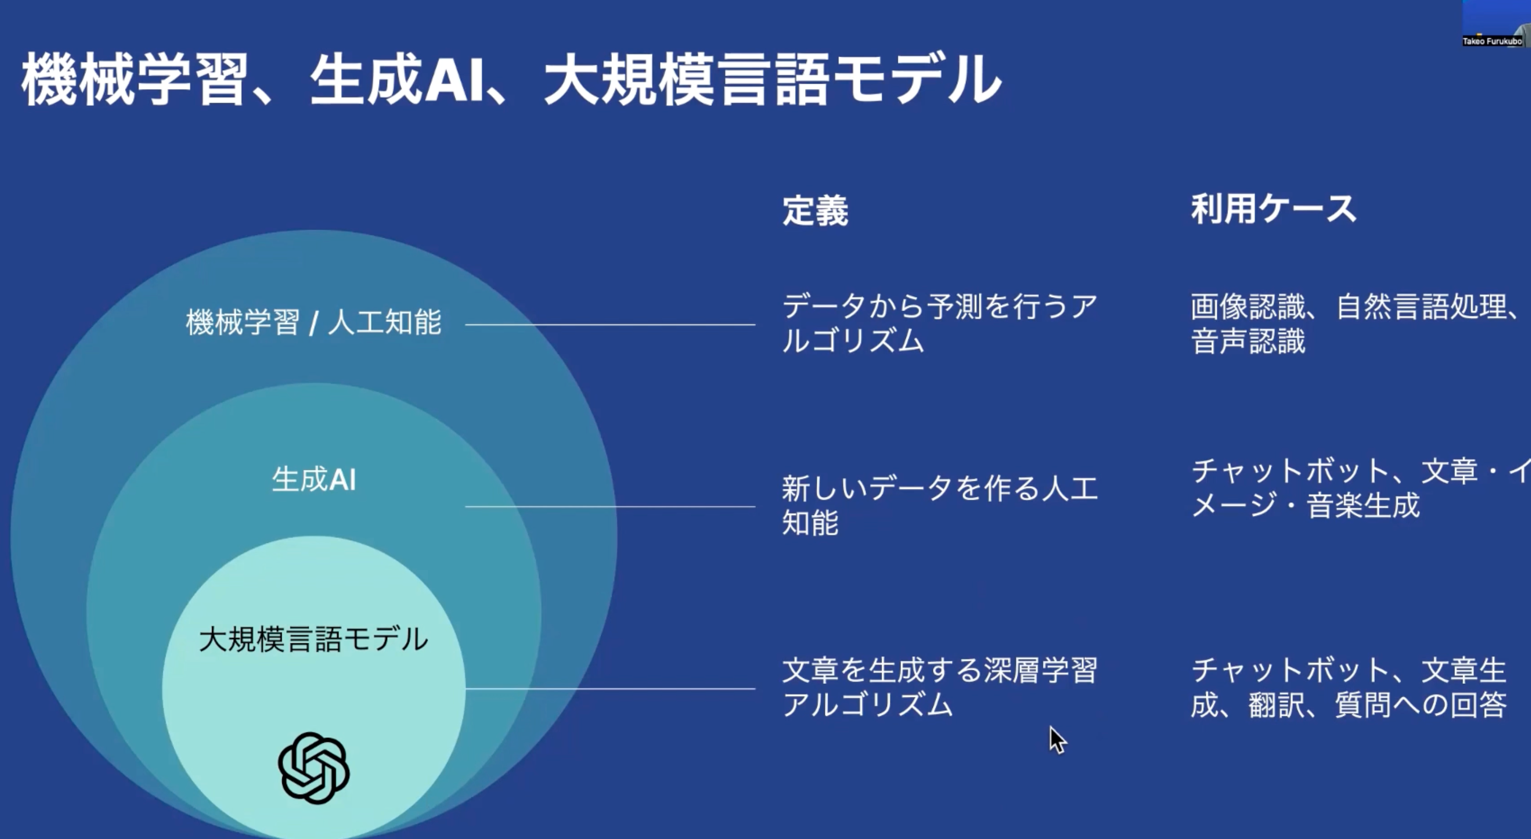 Takeo Furukubo
機械学習、生成AI、大規模言語モデル
定義
利用ケース
機械学習 / 人工知能
データから予測を行うア
ルゴリズム
画像認識、自然言語処理、
音声認識
生成AI
新しいデータを作る人工
知能
チャットボット、文章・イ
メージ・音楽生成
大規模言語モデル
文章を生成する深層学習
アルゴリズム
チャットボット、文章生
成、翻訳、質問への回答